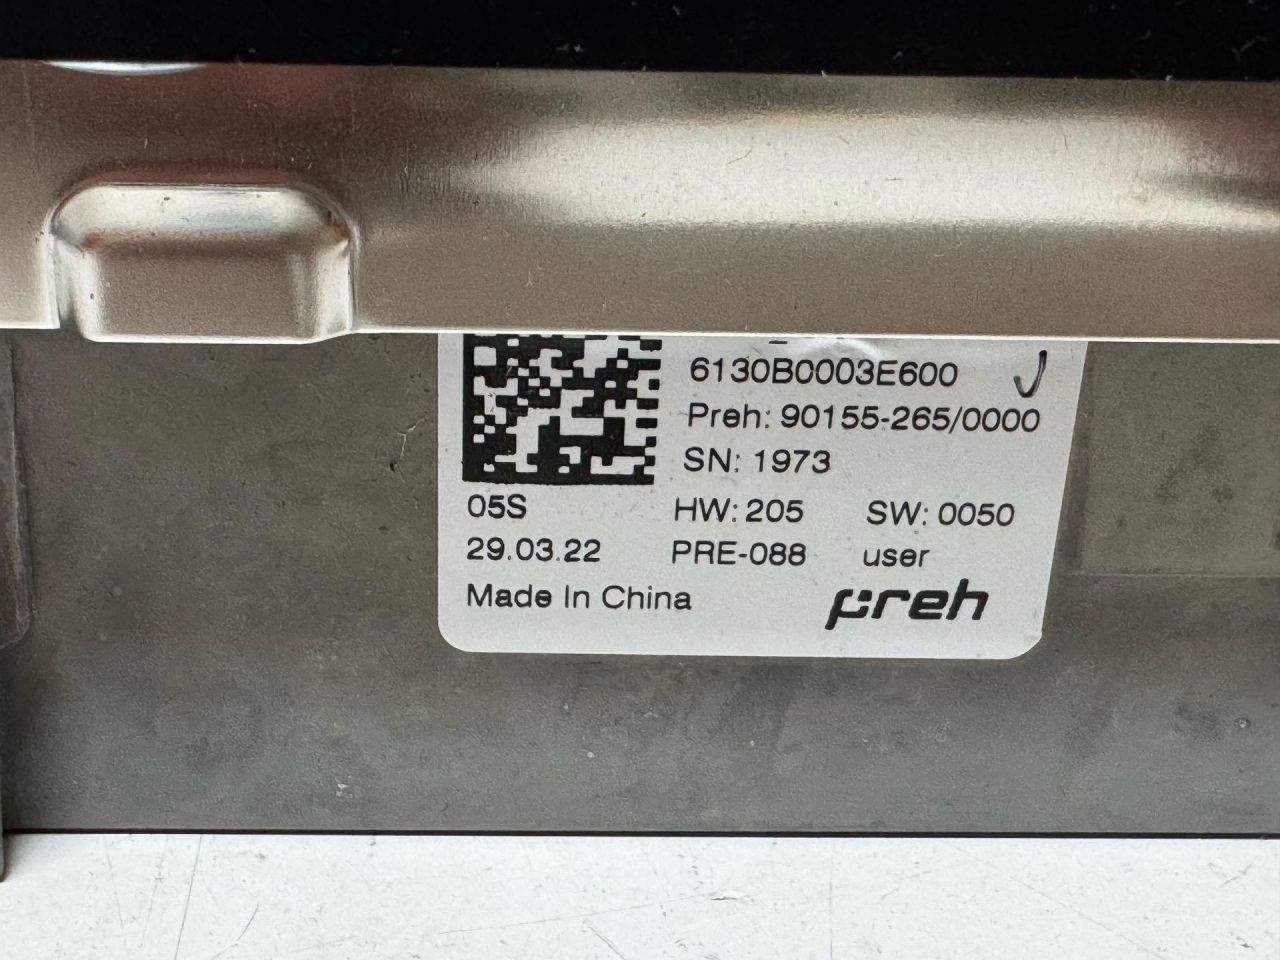 6130B0003E600
Preh: 90155-265/0000
SN: 1973
05S HW: 205 SW: 0050
29.03.22 PRE-088 user
Made In China preh